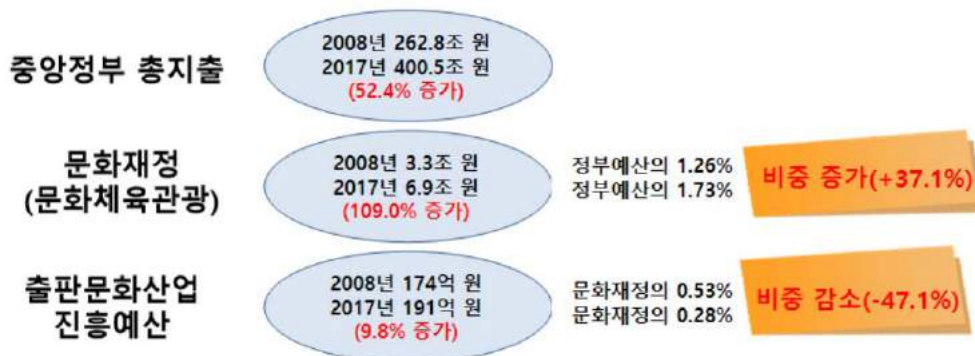 중앙정부 총지출
2008년 262.8조 원
2017년 400.5조 원
(52.4% 증가)
문화재정
(문화체육관광)
2008년 3.3조 원
2017년 6.9조 원
(109.0% 증가)
정부예산의 1.26%
정부예산의 1.73%
비중 증가(+37.1%)
출판문화산업
진흥예산
2008년 174억 원
2017년 191억 원
(9.8% 증가)
문화재정의 0.53%
문화재정의 0.28%
비중 감소(-47.1%)